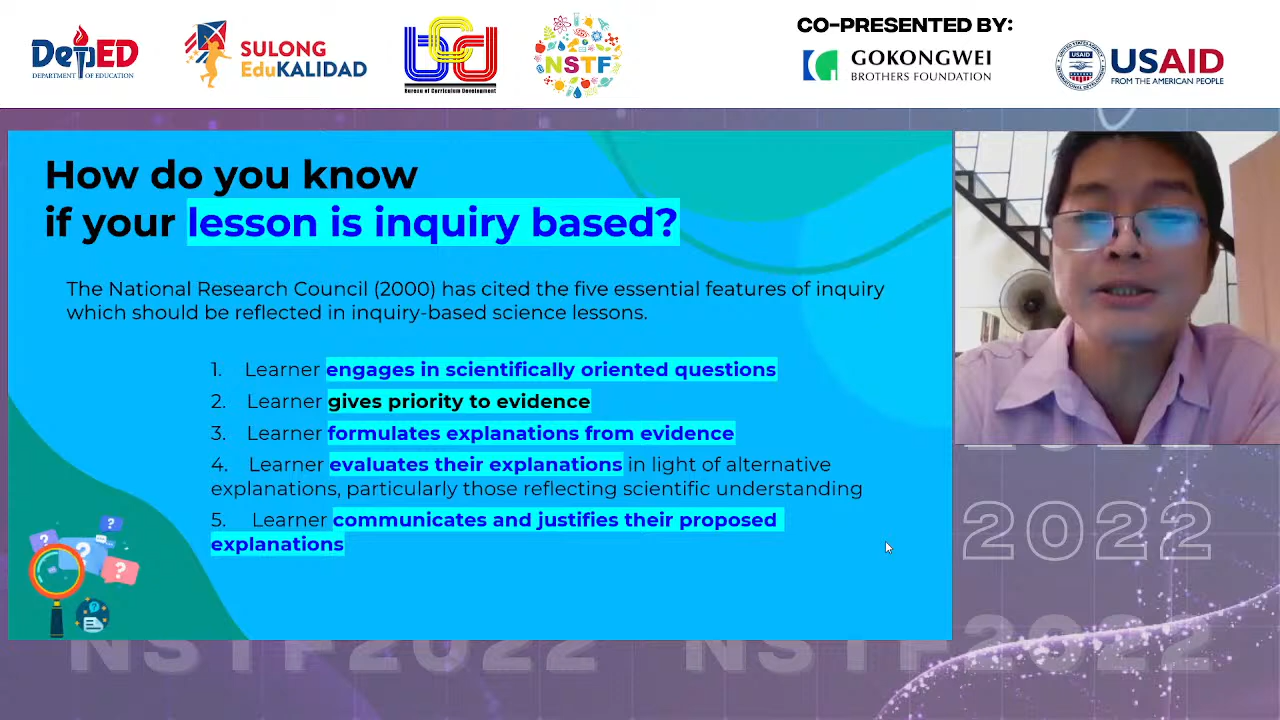 DepED
DEPARTMENT OF EDUCATION
SULONG
EduKALIDAD
BCD
Bureau of Curriculum Development
NSTF
CO-PRESENTED BY:
GOKONGWEI
BROTHERS FOUNDATION
USAID
USAID
FROM THE AMERICAN PEOPLE
How do you know
if your lesson is inquiry based?
The National Research Council (2000) has cited the five essential features of inquiry
which should be reflected in inquiry-based science lessons.
1. Learner engages in scientifically oriented questions
2. Learner gives priority to evidence
3. Learner formulates explanations from evidence
4. Learner evaluates their explanations in light of alternative
explanations, particularly those reflecting scientific understanding
5. Learner communicates and justifies their proposed
explanations
2022
2022
NSTF2022 NSTF2022